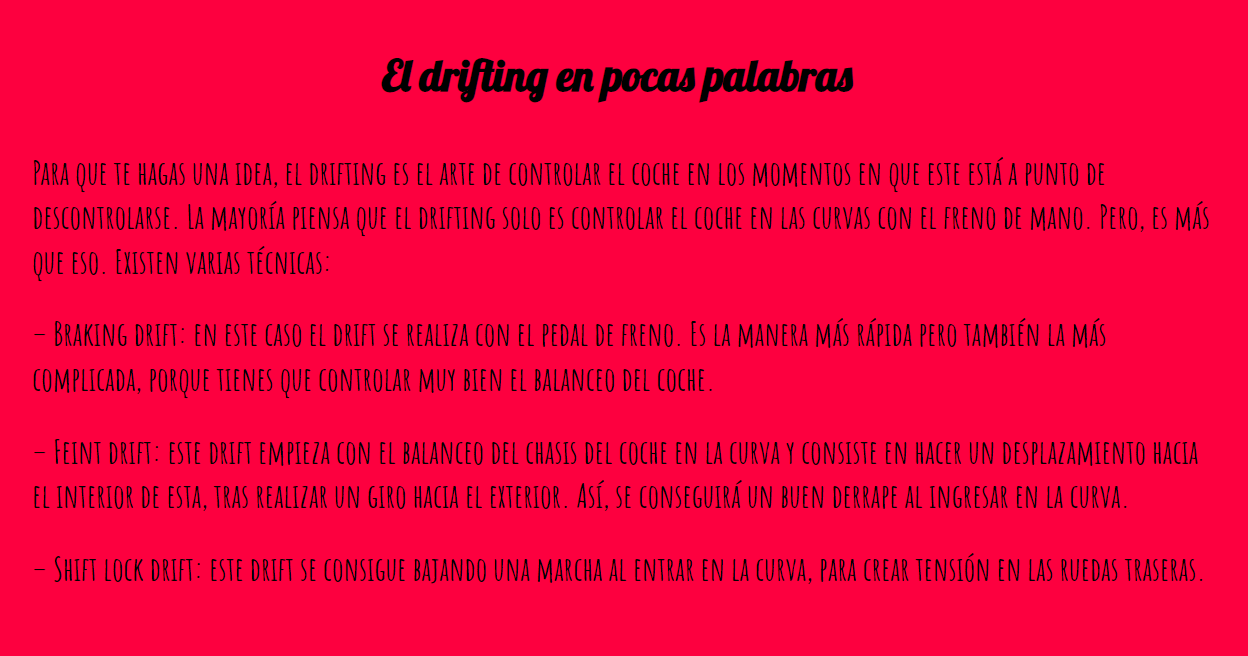 El drifting en pocas palabras
Para que te hagas una idea, el drifting es el arte de controlar el coche en los momentos en que este está a punto de
descontrolarse. La mayoría piensa que el drifting solo es controlar el coche en las curvas con el freno de mano. Pero, es más
que eso. Existen varias técnicas:
– Braking drift: en este caso el drift se realiza con el pedal de freno. Es la manera más rápida pero también la más
complicada, porque tienes que controlar muy bien el balanceo del coche.
– Feint drift: este drift empieza con el balanceo del chasis del coche en la curva y consiste en hacer un desplazamiento hacia
el interior de esta, tras realizar un giro hacia el exterior. Así, se conseguirá un buen derrape al ingresar en la curva.
– Shift lock drift: este drift se consigue bajando una marcha al entrar en la curva, para crear tensión en las ruedas traseras.